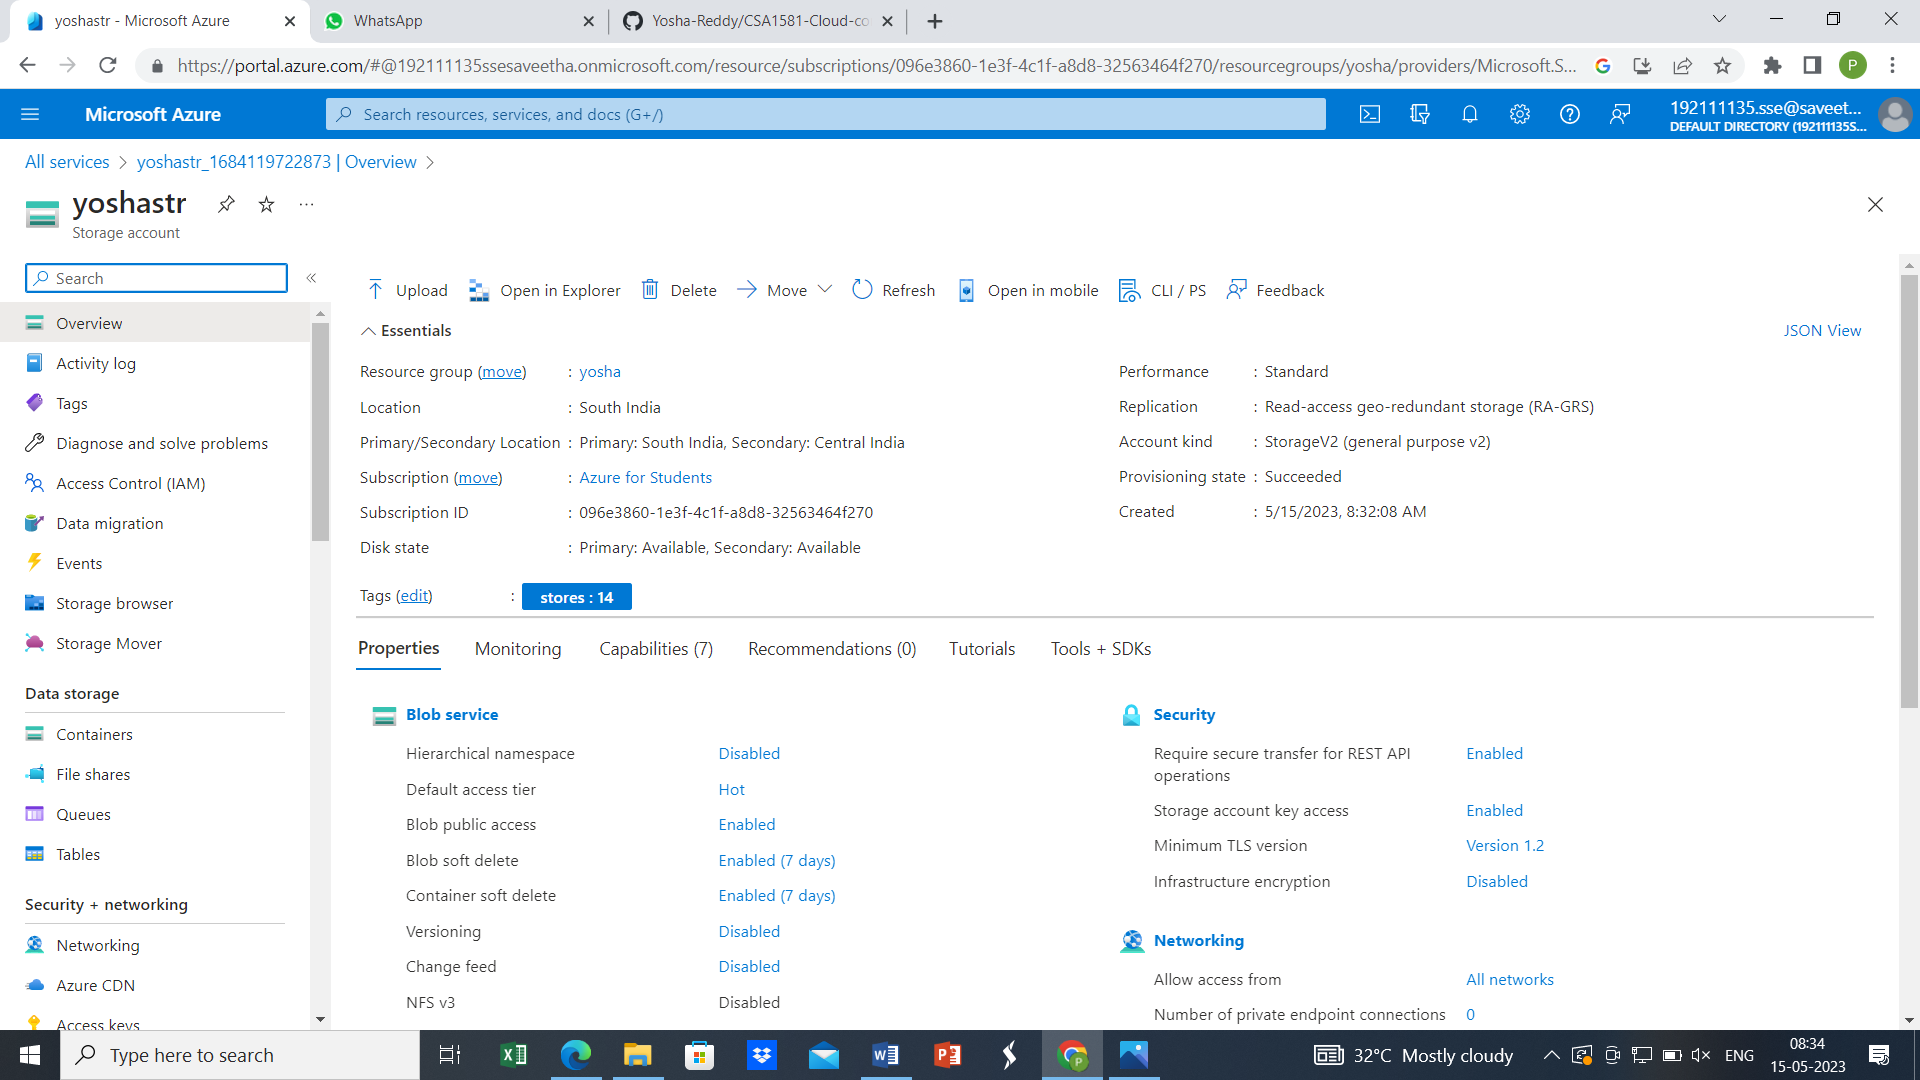 yoshastr - Microsoft Azure
WhatsApp
Yosha-Reddy/CSA1581-Cloud-co
https://portal.azure.com/#@192111135ssesaveetha.onmicrosoft.com/resource/subscriptions/096e3860-1e3f-4c1f-a8d8-32563464f270/resourcegroups/yosha/providers/Microsoft.S...
P
Microsoft Azure
Search resources, services, and docs (G+/)
192111135.sse@saveet...
DEFAULT DIRECTORY (192111135S...
All services
yoshastr_1684119722873 | Overview
yoshastr
Storage account
Search
Upload
Open in Explorer
Delete
Move
Refresh
Open in mobile
CLI / PS
Feedback
Overview
Activity log
Tags
Diagnose and solve problems
Access Control (IAM)
Data migration
Events
Storage browser
Storage Mover
Data storage
Containers
File shares
Queues
Tables
Security + networking
Networking
Azure CDN
Access keys
Essentials
JSON View
Resource group (move) : yosha
Location : South India
Primary/Secondary Location : Primary: South India, Secondary: Central India
Subscription (move) : Azure for Students
Subscription ID : 096e3860-1e3f-4c1f-a8d8-32563464f270
Disk state : Primary: Available, Secondary: Available
Performance : Standard
Replication : Read-access geo-redundant storage (RA-GRS)
Account kind : StorageV2 (general purpose v2)
Provisioning state : Succeeded
Created : 5/15/2023, 8:32:08 AM
Tags (edit) : stores : 14
Properties
Monitoring
Capabilities (7)
Recommendations (0)
Tutorials
Tools + SDKs
Blob service
Hierarchical namespace Disabled
Default access tier Hot
Blob public access Enabled
Blob soft delete Enabled (7 days)
Container soft delete Enabled (7 days)
Versioning Disabled
Change feed Disabled
NFS v3 Disabled
Security
Require secure transfer for REST API Enabled
operations
Storage account key access Enabled
Minimum TLS version Version 1.2
Infrastructure encryption Disabled
Networking
Allow access from All networks
Number of private endpoint connections 0
Type here to search
32°C Mostly cloudy
ENG
08:34
15-05-2023